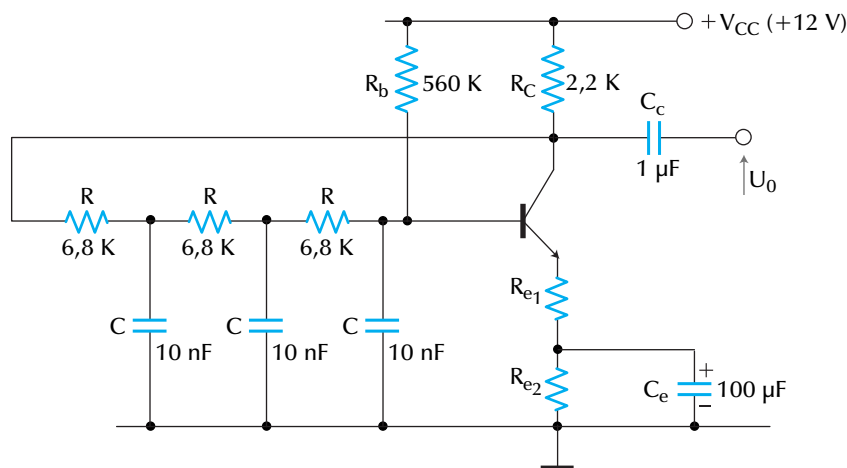 +V_CC (+12 V)
R_b 560 K
R_C 2,2 K
C_c
1 µF
U_0
R R R
6,8 K 6,8 K 6,8 K
R_e1
C C C
10 nF 10 nF 10 nF
R_e2
C_e + 100 µF
−